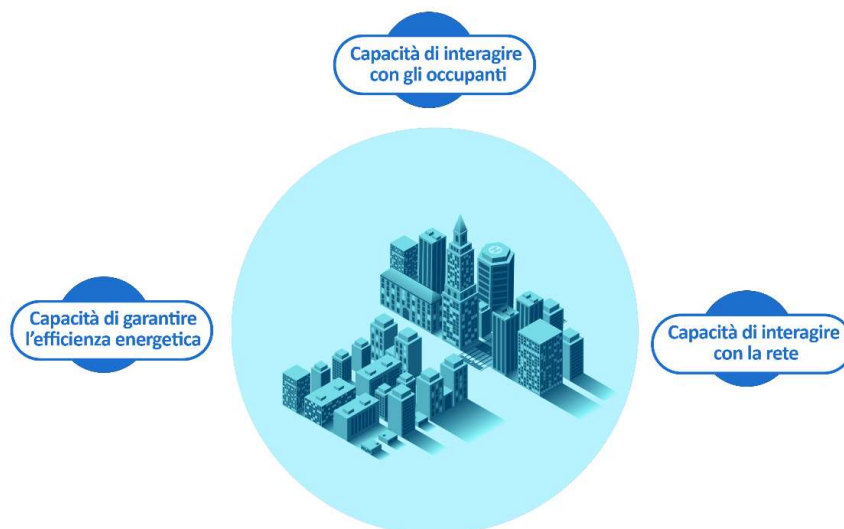 Capacità di interagire
con gli occupanti
Capacità di garantire
l'efficienza energetica
Capacità di interagire
con la rete